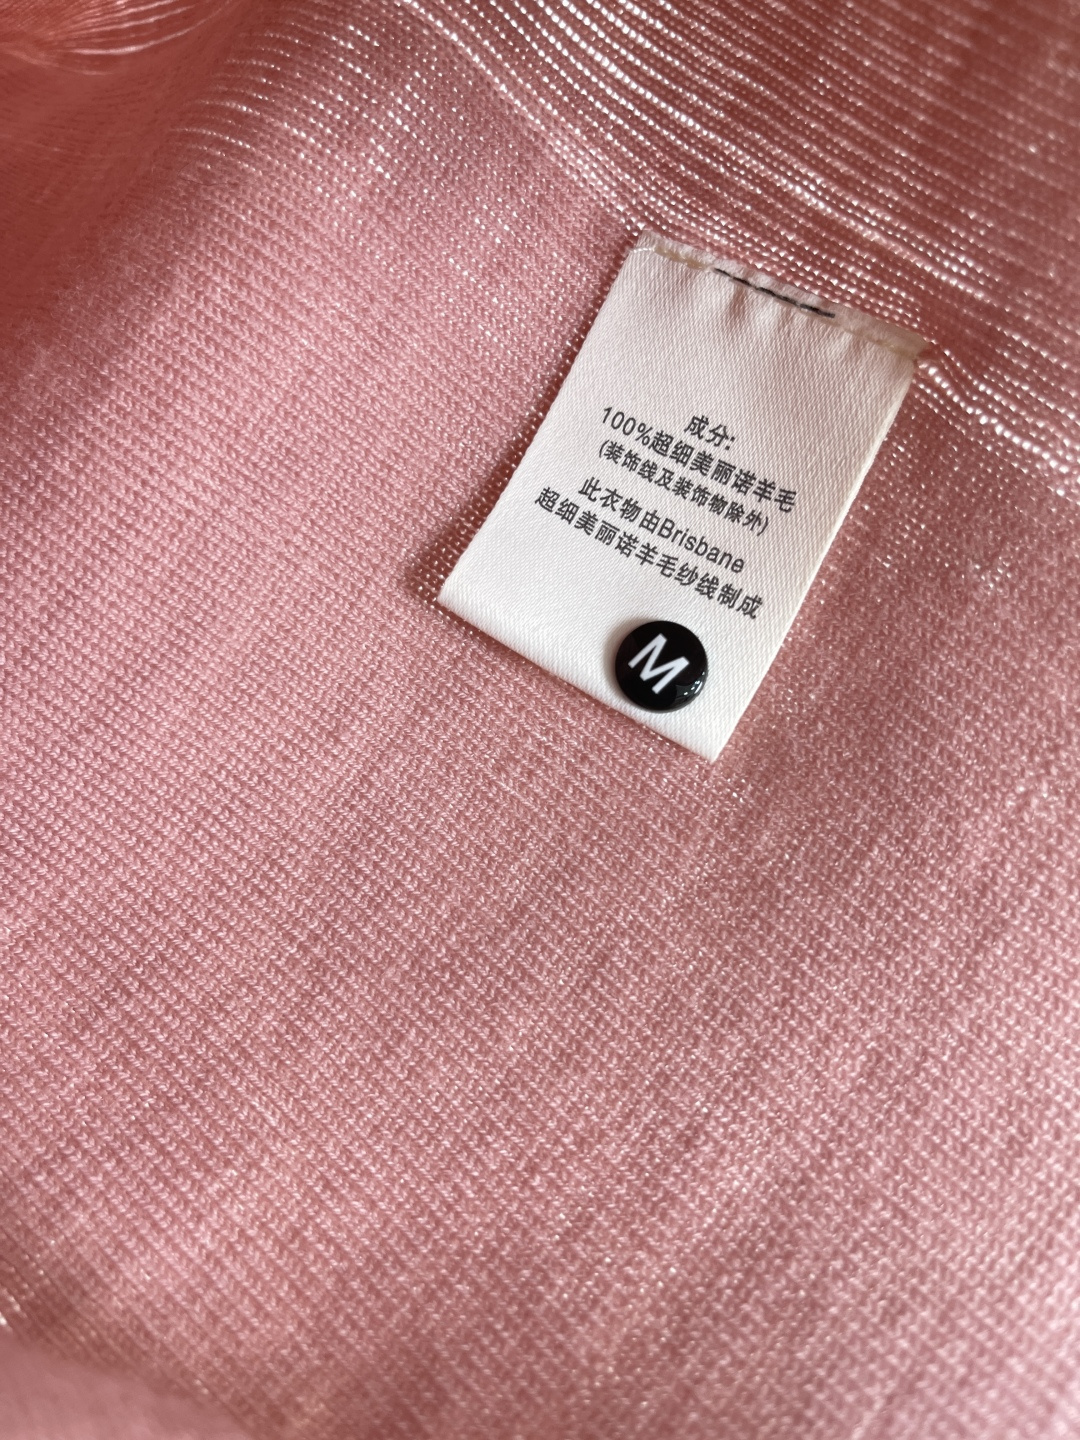 成分:
100%超细美丽诺羊毛
(装饰线及装饰物除外)
此衣物由Brisbane
超细美丽诺羊毛纱线制成
M